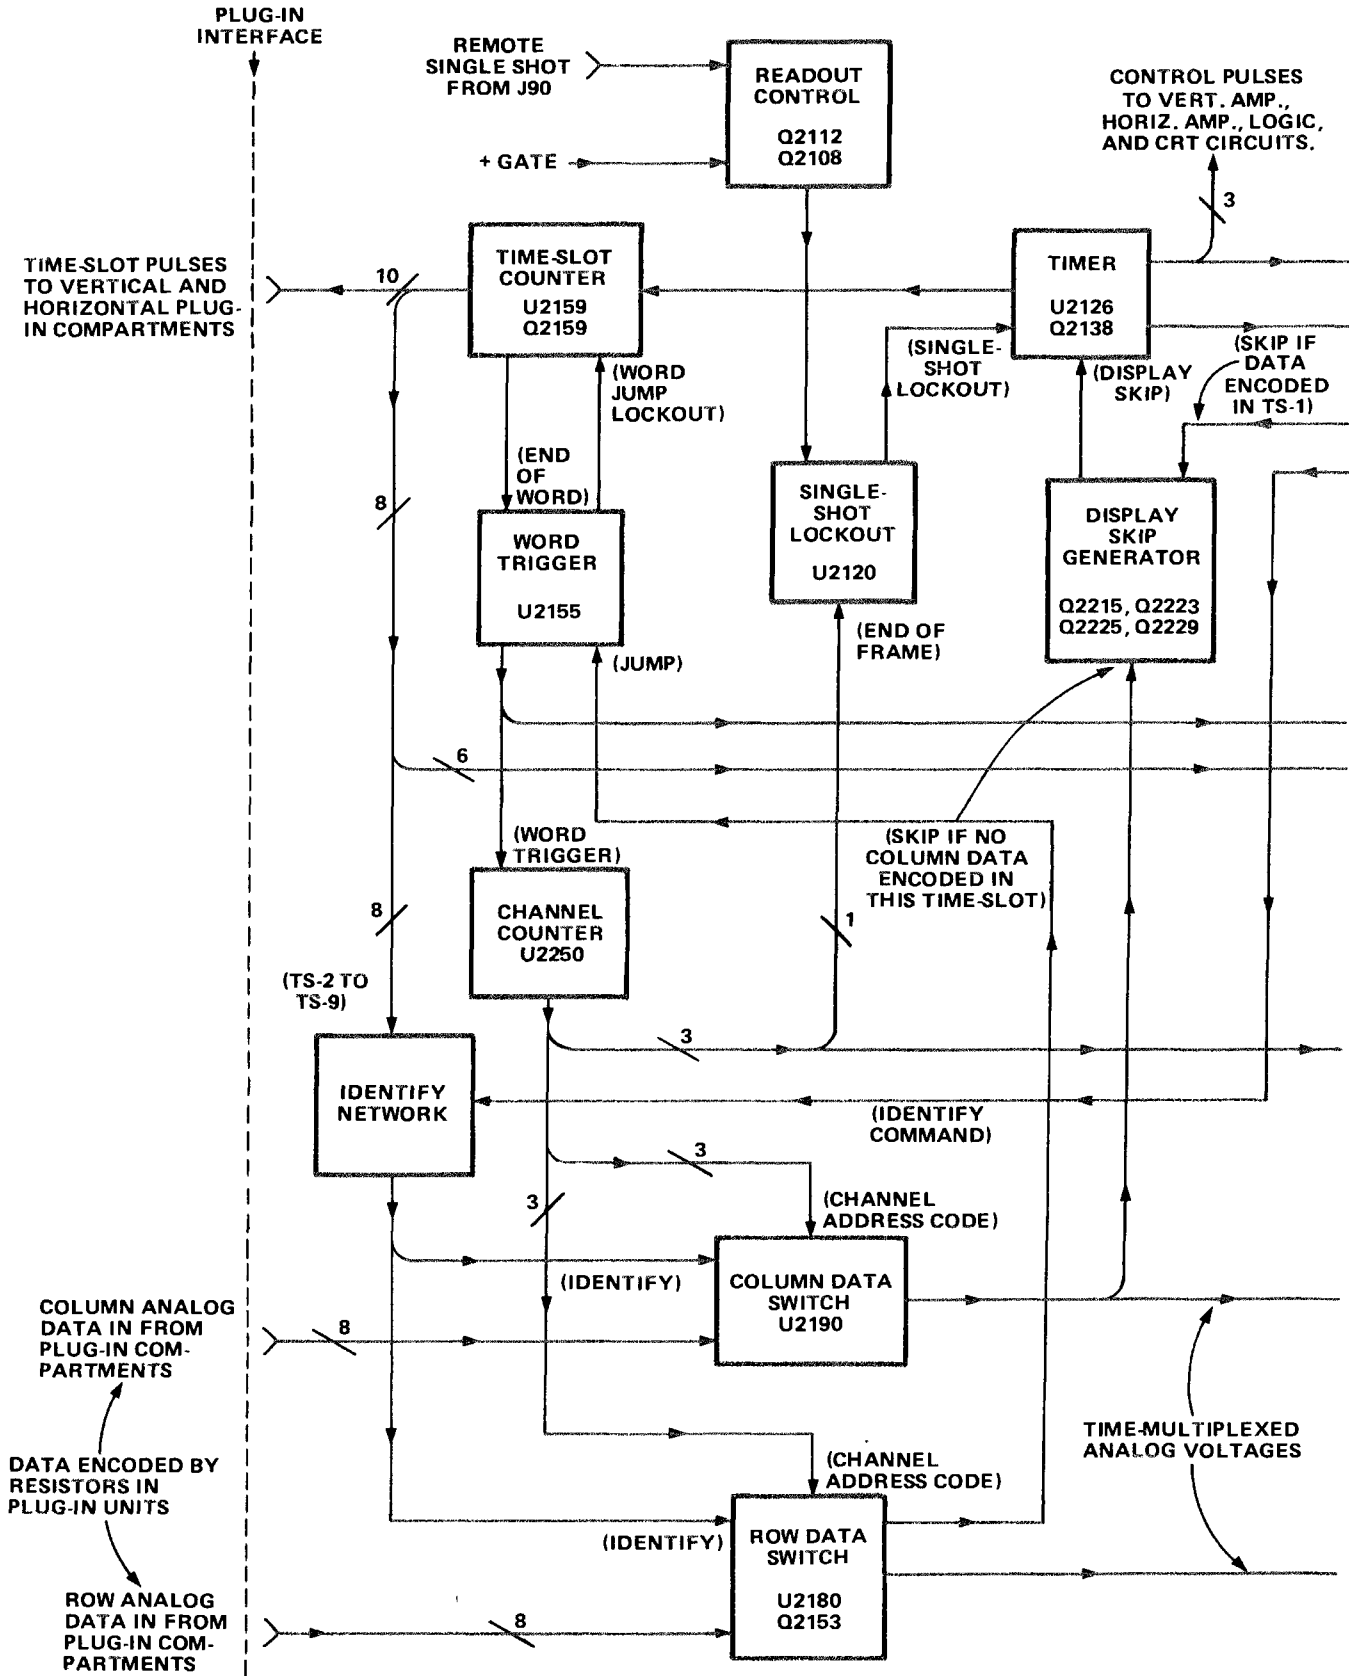 PLUG-IN
INTERFACE
REMOTE
SINGLE SHOT
FROM J90
+ GATE
READOUT
CONTROL
Q2112
Q2108
CONTROL PULSES
TO VERT. AMP.,
HORIZ. AMP., LOGIC,
AND CRT CIRCUITS.
3
TIME-SLOT PULSES
TO VERTICAL AND
HORIZONTAL PLUG-
IN COMPARTMENTS
10
TIME-SLOT
COUNTER
U2159
Q2159
TIMER
U2126
Q2138
(WORD
JUMP
LOCKOUT)
(SINGLE-
SHOT
LOCKOUT)
(DISPLAY
SKIP)
(SKIP IF
DATA
ENCODED
IN TS-1)
(END
OF
WORD)
8
WORD
TRIGGER
U2155
SINGLE-
SHOT
LOCKOUT
U2120
DISPLAY
SKIP
GENERATOR
Q2215, Q2223
Q2225, Q2229
(JUMP)
(END OF
FRAME)
6
(WORD
TRIGGER)
(SKIP IF NO
COLUMN DATA
ENCODED IN
THIS TIME-SLOT)
8
CHANNEL
COUNTER
U2250
1
(TS-2 TO
TS-9)
3
IDENTIFY
NETWORK
(IDENTIFY
COMMAND)
3
3
(CHANNEL
ADDRESS CODE)
(IDENTIFY)
COLUMN DATA
SWITCH
U2190
COLUMN ANALOG
DATA IN FROM
PLUG-IN COM-
PARTMENTS
8
DATA ENCODED BY
RESISTORS IN
PLUG-IN UNITS
TIME-MULTIPLEXED
ANALOG VOLTAGES
(CHANNEL
ADDRESS CODE)
(IDENTIFY)
ROW DATA
SWITCH
U2180
Q2153
ROW ANALOG
DATA IN FROM
PLUG-IN COM-
PARTMENTS
8